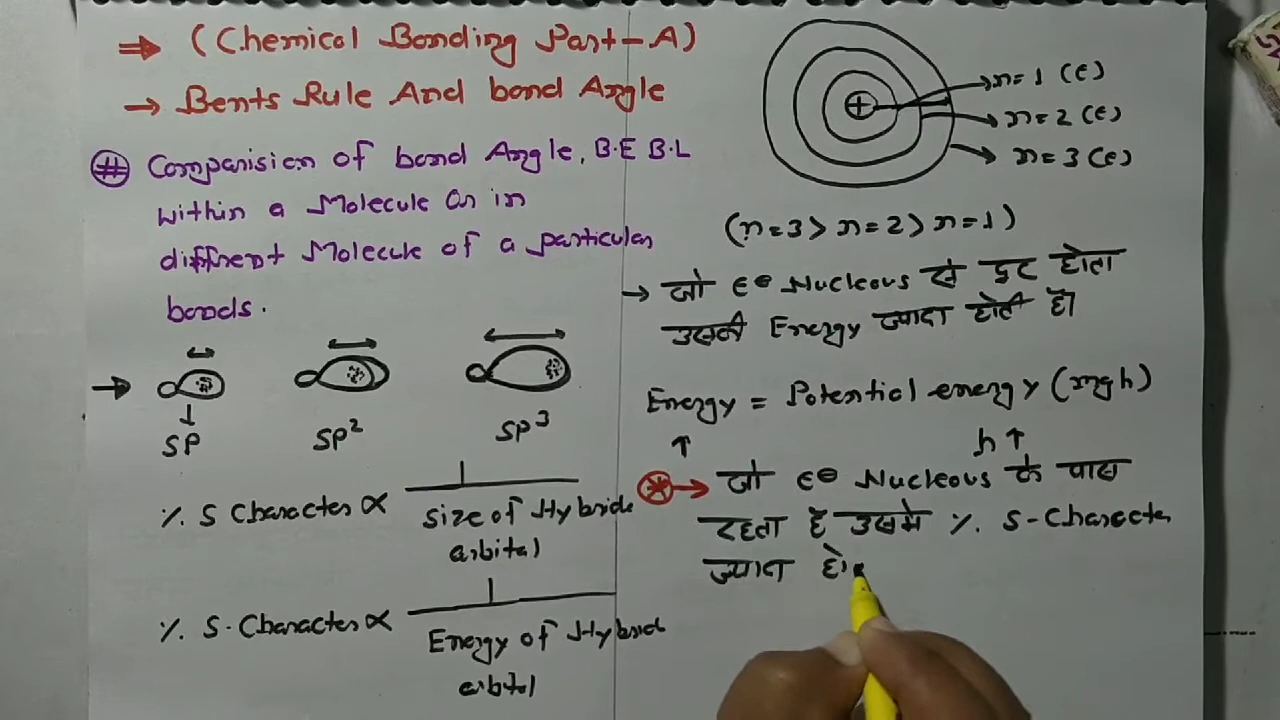 ⇒ (Chemical Bonding Part-A)
→ Bents Rule And bond Angle
# Comparision of bond Angle, B.E B.L
within a Molecule or in
different Molecule of a particular
bonds.
SP
SP²
SP³
% S Character ∝ 1
Size of Hybride
orbital
% S-Character ∝ 1
Energy of Hybrid
orbital
+
n=1 (e)
n=2 (e)
n=3 (e)
(n=3 > n=2 > n=1)
→ जो e⊖ Nucleous से दूर होता
उसकी Energy ज्यादा होती है
Energy = Potential energy (mgh)
↑ h↑
* → जो e⊖ Nucleous के पास
रहता है उसमे % S-Character
ज्यादा हो